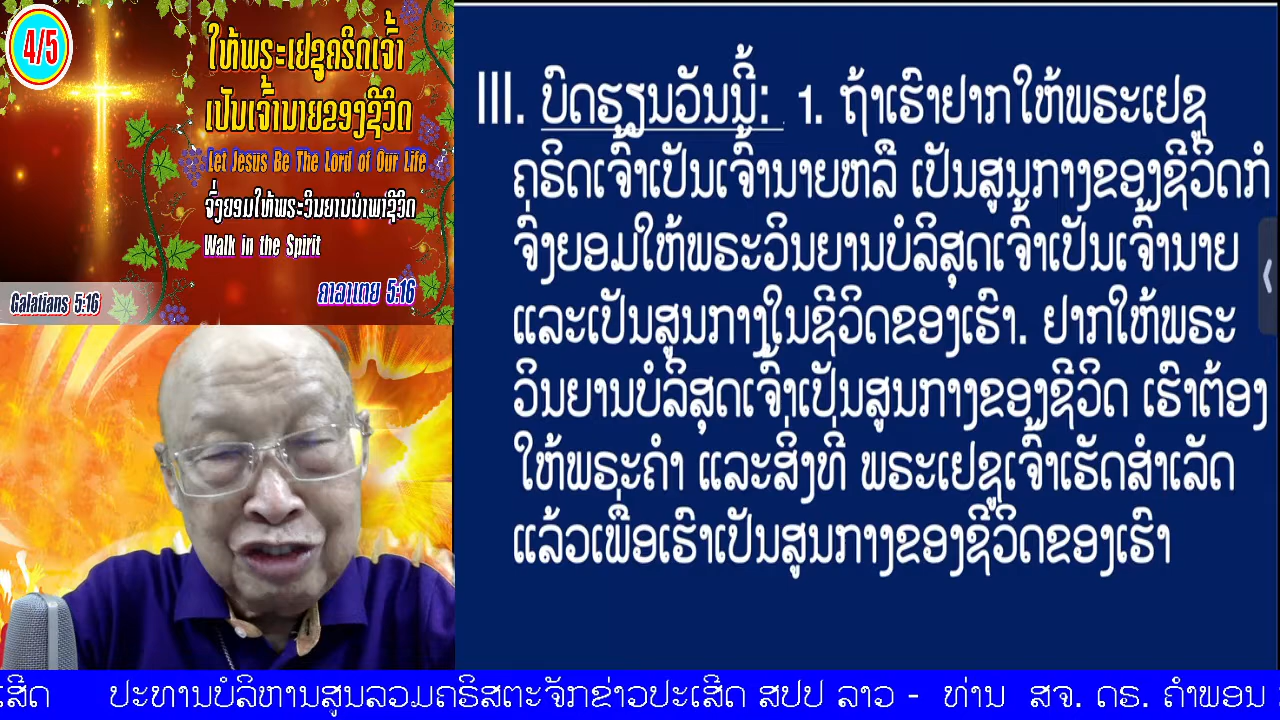 4/5
ໃຫ້ພຣະເຢຊູຄຣິດເຈົ້າ
ເປັນເຈົ້ານາຍຂອງຊີວິດ
Let Jesus Be The Lord of Our Life
ຈົ່ງຍອມໃຫ້ພຣະວິນຍານນຳພາຊີວິດ
Walk in the Spirit
ຄາລາເຕຍ 5:16
Galatians 5:16
III. ບົດຮຽນວັນນີ້: 1. ຖ້າເຮົາຢາກໃຫ້ພຣະເຢຊູ
ຄຣິດເຈົ້າເປັນເຈົ້ານາຍຫລື ເປັນສູນກາງຂອງຊີວິດກໍ
ຈົ່ງຍອມໃຫ້ພຣະວິນຍານບໍລິສຸດເຈົ້າເປັນເຈົ້ານາຍ
ແລະເປັນສູນກາງໃນຊີວິດຂອງເຮົາ. ຢາກໃຫ້ພຣະ
ວິນຍານບໍລິສຸດເຈົ້າເປັນສູນກາງຂອງຊີວິດ ເຮົາຕ້ອງ
ໃຫ້ພຣະຄຳ ແລະສິ່ງທີ່ ພຣະເຢຊູເຈົ້າເຮັດສຳເລັດ
ແລ້ວເພື່ອເຮົາເປັນສູນກາງຂອງຊີວິດຂອງເຮົາ
ເສີດ ປະທານບໍລິຫານສູນລວມຄຣິສຕະຈັກຂ່າວປະເສີດ ສປປ ລາວ - ທ່ານ ສຈ. ດຣ. ຄຳພອນ